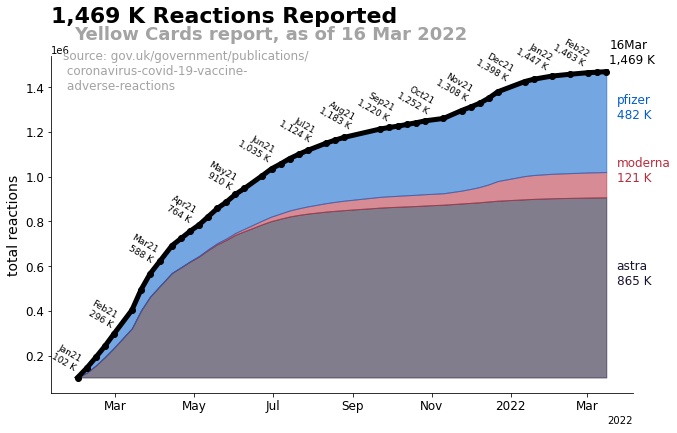 1,469 K Reactions Reported
Yellow Cards report, as of 16 Mar 2022
source: gov.uk/government/publications/
coronavirus-covid-19-vaccine-
adverse-reactions
1e6
total reactions
1.4
1.2
1.0
0.8
0.6
0.4
0.2
Jan21
102 K
Feb21
296 K
Mar21
588 K
Apr21
764 K
May21
910 K
Jun21
1,035 K
Jul21
1,124 K
Aug21
1,183 K
Sep21
1,220 K
Oct21
1,252 K
Nov21
1,308 K
Dec21
1,398 K
Jan22
1,447 K
Feb22
1,463 K
16Mar
1,469 K
pfizer
482 K
moderna
121 K
astra
865 K
Mar
May
Jul
Sep
Nov
2022
Mar
2022